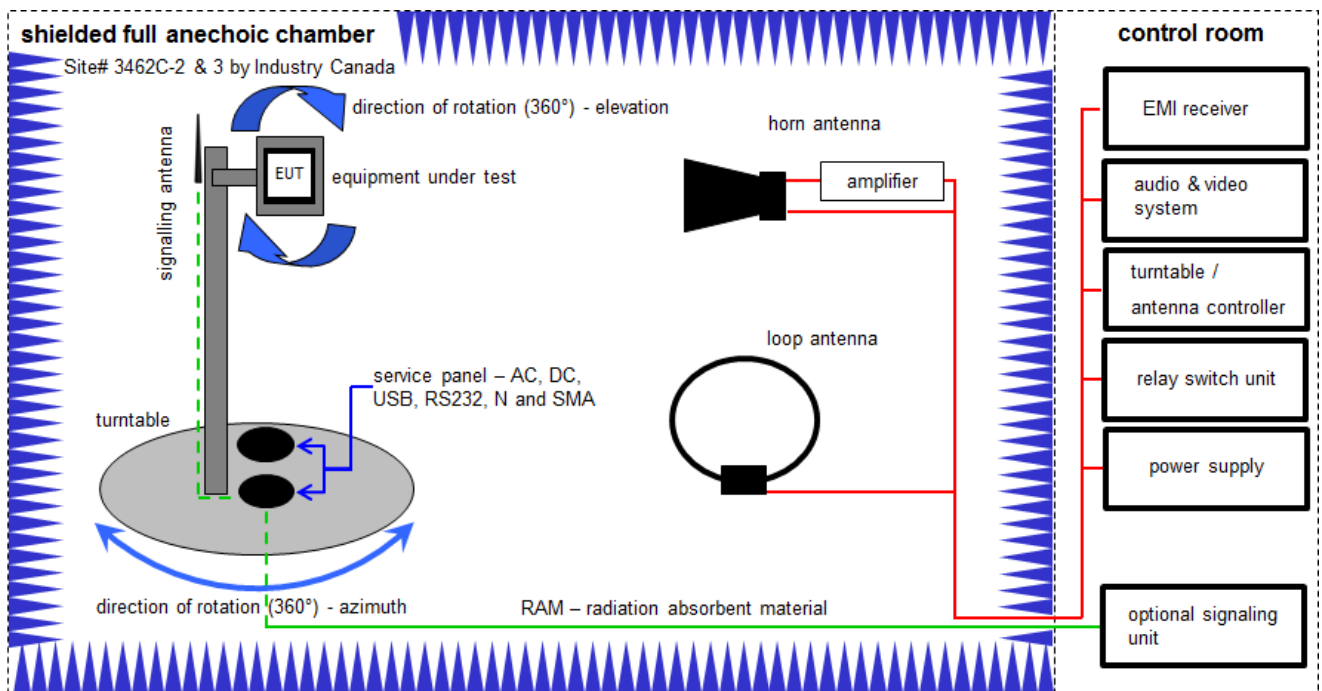 shielded full anechoic chamber
Site# 3462C-2 & 3 by Industry Canada
direction of rotation (360°) - elevation
signalling antenna
EUT
equipment under test
horn antenna
amplifier
loop antenna
service panel – AC, DC,
USB, RS232, N and SMA
turntable
direction of rotation (360°) - azimuth
RAM – radiation absorbent material
control room
EMI receiver
audio & video
system
turntable /
antenna controller
relay switch unit
power supply
optional signaling
unit